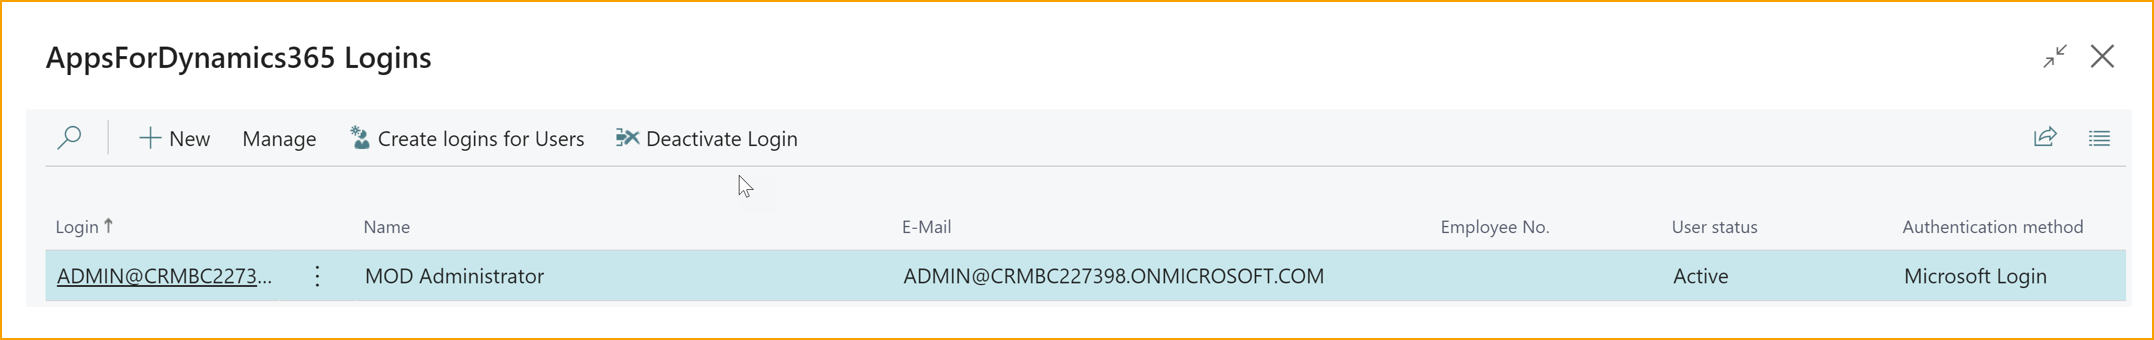 AppsForDynamics365 Logins
New Manage Create logins for Users Deactivate Login
Login Name E-Mail Employee No. User status Authentication method
ADMIN@CRMBC2273... MOD Administrator ADMIN@CRMBC227398.ONMICROSOFT.COM Active Microsoft Login